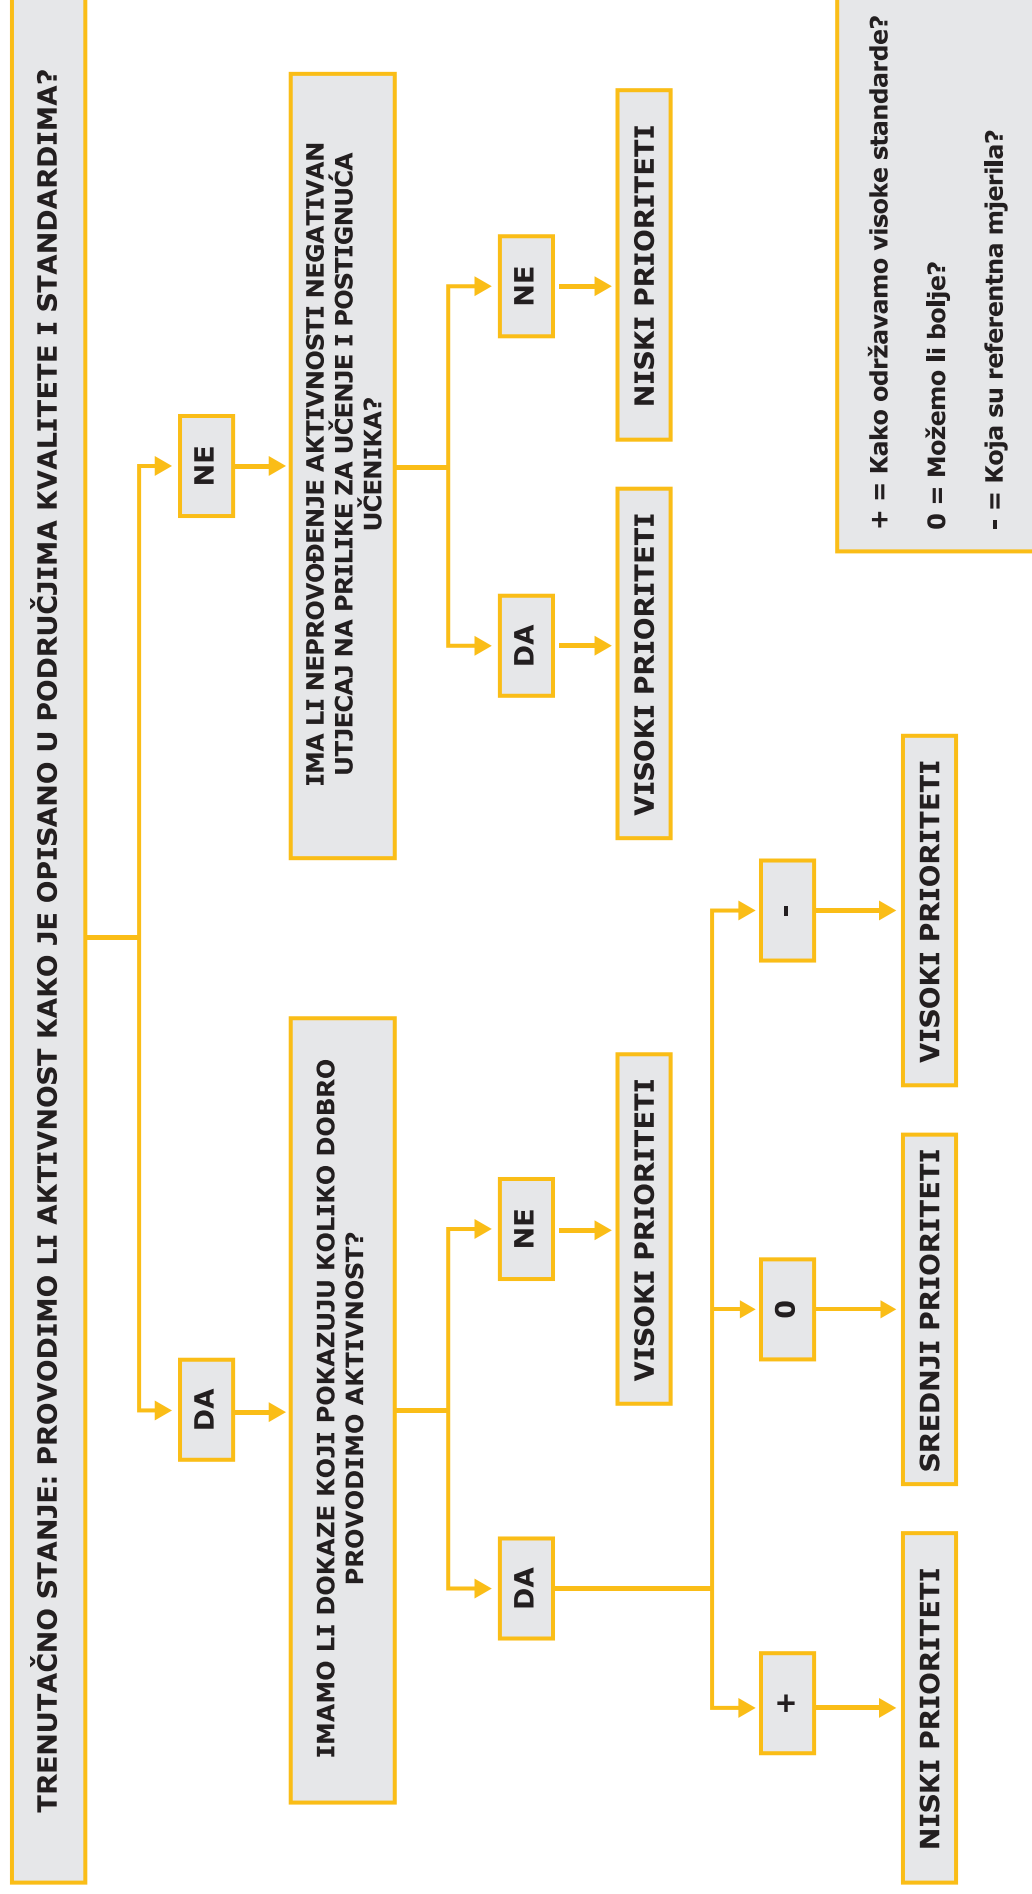 TRENUTAČNO STANJE: PROVODIMO LI AKTIVNOST KAKO JE OPISANO U PODRUČJIMA KVALITETE I STANDARDIMA?
DA
NE
IMAMO LI DOKAZE KOJI POKAZUJU KOLIKO DOBRO
PROVODIMO AKTIVNOST?
IMA LI NEPROVOĐENJE AKTIVNOSTI NEGATIVAN
UTJECAJ NA PRILIKE ZA UČENJE I POSTIGNUĆA
UČENIKA?
DA
NE
DA
NE
VISOKI PRIORITETI
VISOKI PRIORITETI
NISKI PRIORITETI
+
0
-
NISKI PRIORITETI
SREDNJI PRIORITETI
VISOKI PRIORITETI
+ = Kako održavamo visoke standarde?
0 = Možemo li bolje?
- = Koja su referentna mjerila?